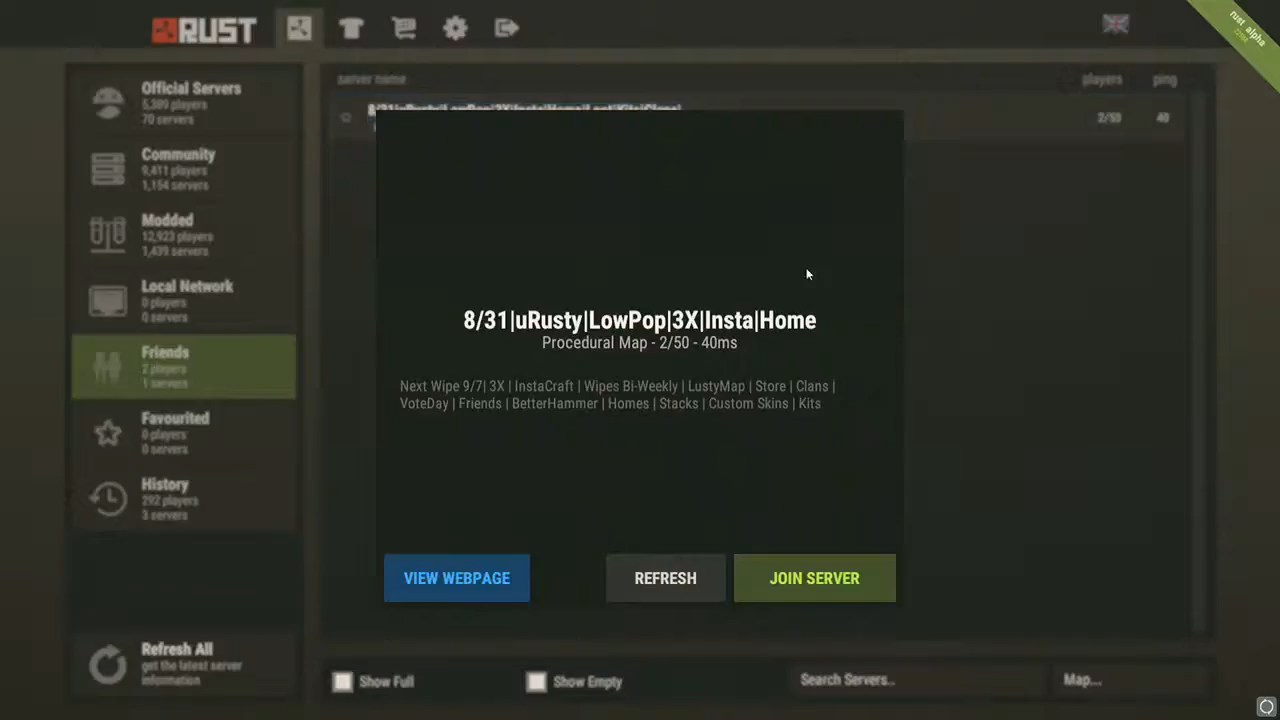 RUST
rust alpha
server name
players
ping
Official Servers
5,389 players
70 servers
2/50
40
Community
9,411 players
1,154 servers
Modded
12,923 players
1,439 servers
Local Network
0 players
0 servers
Friends
2 players
1 servers
Favourited
0 players
0 servers
History
292 players
3 servers
Refresh All
get the latest server
information
8/31|uRusty|LowPop|3X|Insta|Home
Procedural Map - 2/50 - 40ms
Next Wipe 9/7| 3X | InstaCraft | Wipes Bi-Weekly | LustyMap | Store | Clans |
VoteDay | Friends | BetterHammer | Homes | Stacks | Custom Skins | Kits
VIEW WEBPAGE
REFRESH
JOIN SERVER
Show Full
Show Empty
Search Servers..
Map...